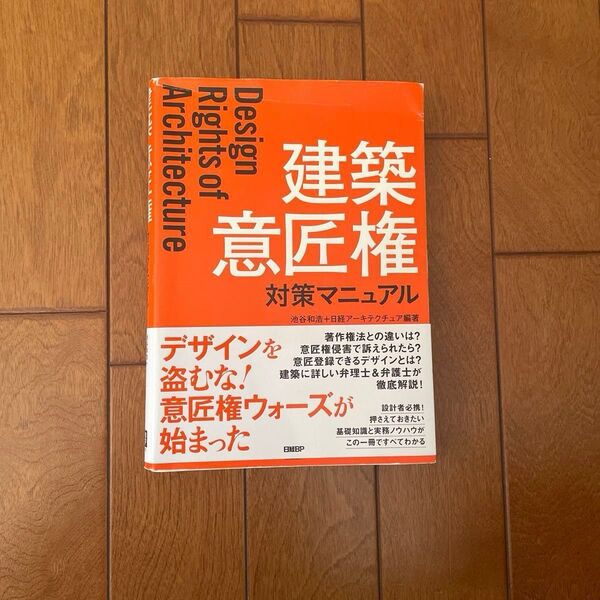 Design
Rights of
Architecture
建築
意匠権
対策マニュアル
池谷和浩+日経アーキテクチュア編著
デザインを
盗むな!
意匠権ウォーズが
始まった
著作権法との違いは?
意匠権侵害で訴えられたら?
意匠登録できるデザインとは?
建築に詳しい弁理士&弁護士が
徹底解説!
設計者必携!
押さえておきたい
基礎知識と実務ノウハウが
この一冊ですべてわかる
日経BP